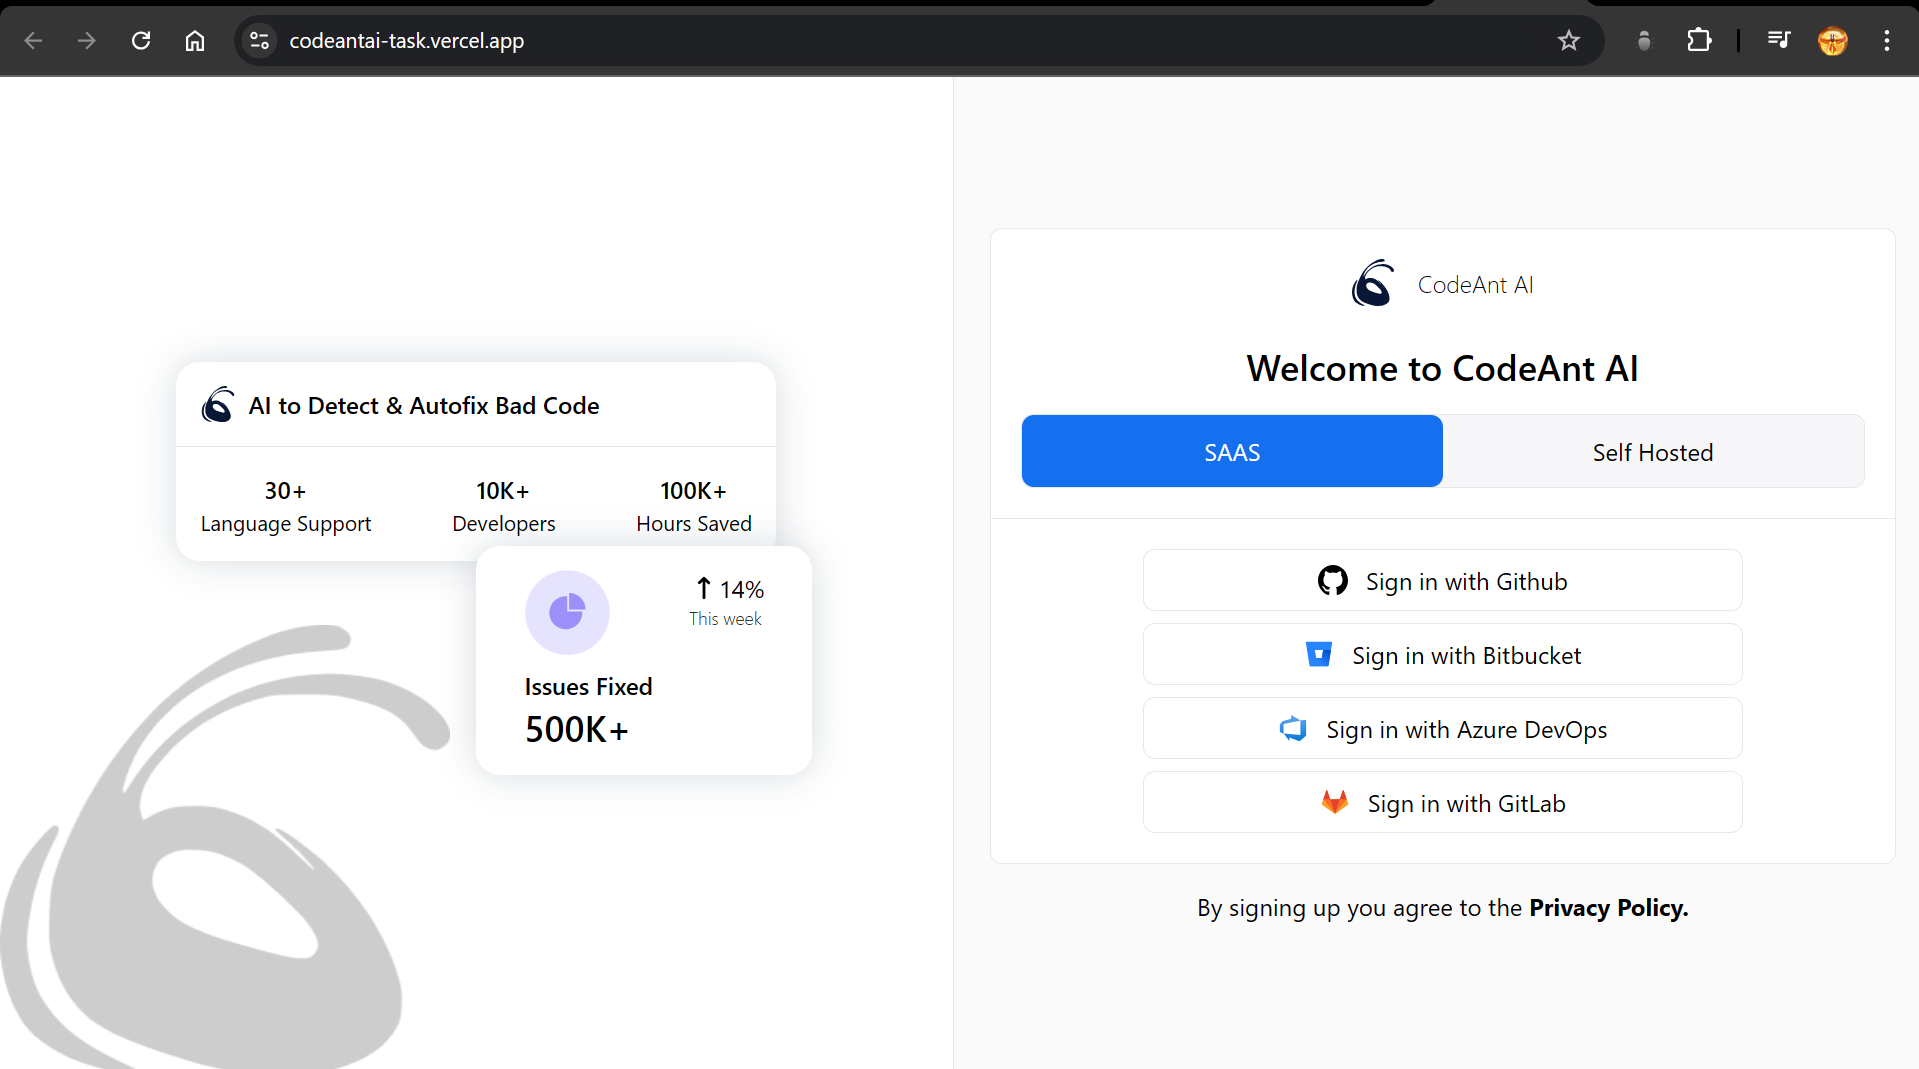 codeantai-task.vercel.app
AI to Detect & Autofix Bad Code
30+
Language Support
10K+
Developers
100K+
Hours Saved
14%
This week
Issues Fixed
500K+
CodeAnt AI
Welcome to CodeAnt AI
SAAS
Self Hosted
Sign in with Github
Sign in with Bitbucket
Sign in with Azure DevOps
Sign in with GitLab
By signing up you agree to the Privacy Policy.